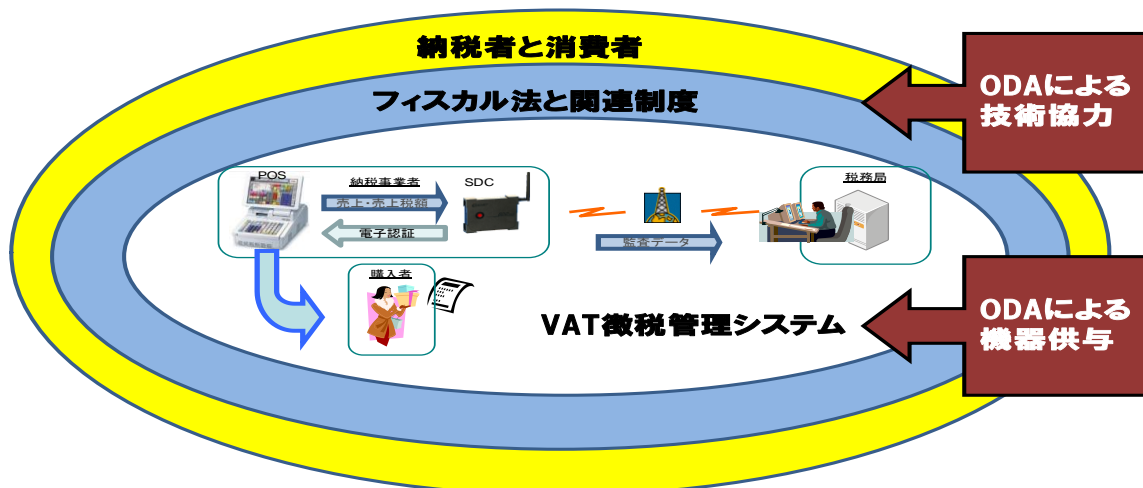 納税者と消費者
フィスカル法と関連制度
ODAによる
技術協力
POS
納税事業者
SDC
売上・売上税額
電子認証
税務局
監査データ
購入者
VAT徴税管理システム
ODAによる
機器供与